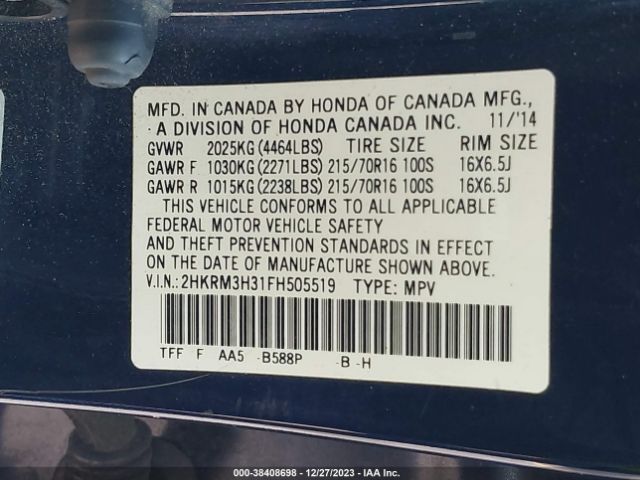 MFD. IN CANADA BY HONDA OF CANADA MFG.,
A DIVISION OF HONDA CANADA INC. 11/'14
GVWR 2025KG(4464LBS) TIRE SIZE RIM SIZE
GAWR F 1030KG(2271LBS) 215/70R16 100S 16X6.5J
GAWR R 1015KG(2238LBS) 215/70R16 100S 16X6.5J
THIS VEHICLE CONFORMS TO ALL APPLICABLE
FEDERAL MOTOR VEHICLE SAFETY
AND THEFT PREVENTION STANDARDS IN EFFECT
ON THE DATE OF MANUFACTURE SHOWN ABOVE.
V.I.N.:2HKRM3H31FH505519 TYPE: MPV
TFF F AA5 -B588P -B -H
000-38408698 - 12/27/2023 - IAA Inc.